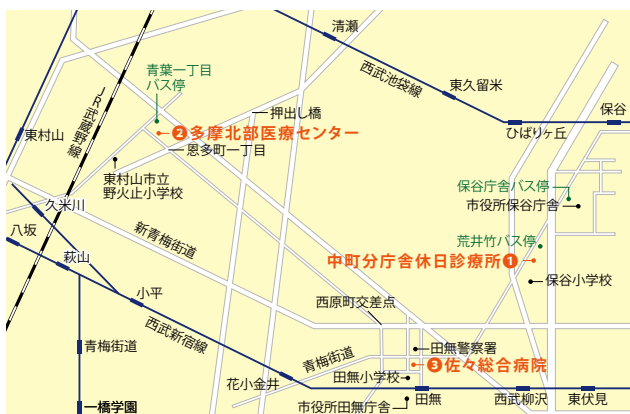 清瀬
青葉一丁目
バス停
西武池袋線
東久留米
JR武蔵野線
押出し橋
保谷
東村山
❷多摩北部医療センター
ひばりヶ丘
恩多町一丁目
東村山市立
野火止小学校
保谷庁舎バス停
市役所保谷庁舎
久米川
八坂
新青梅街道
荒井竹バス停
萩山
中町分庁舎休日診療所❶
保谷小学校
小平
西原町交差点
西武新宿線
青梅街道
青梅街道
田無警察署
❸佐々総合病院
花小金井
田無小学校
一橋学園
市役所田無庁舎
田無
西武柳沢
東伏見